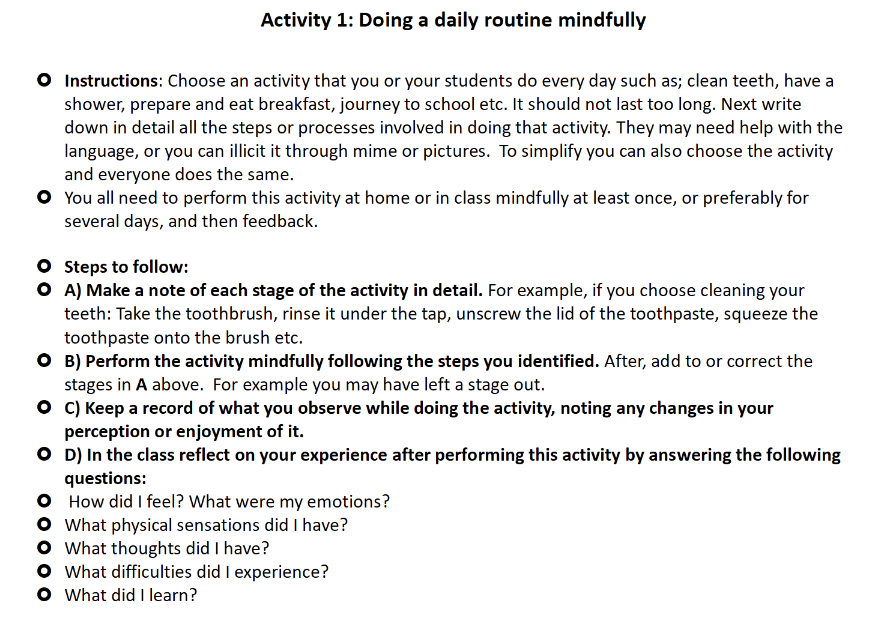 Activity 1: Doing a daily routine mindfully
Instructions: Choose an activity that you or your students do every day such as; clean teeth, have a
shower, prepare and eat breakfast, journey to school etc. It should not last too long. Next write
down in detail all the steps or processes involved in doing that activity. They may need help with the
language, or you can illicit it through mime or pictures.  To simplify you can also choose the activity
and everyone does the same.
You all need to perform this activity at home or in class mindfully at least once, or preferably for
several days, and then feedback.
Steps to follow:
A) Make a note of each stage of the activity in detail. For example, if you choose cleaning your
teeth: Take the toothbrush, rinse it under the tap, unscrew the lid of the toothpaste, squeeze the
toothpaste onto the brush etc.
B) Perform the activity mindfully following the steps you identified. After, add to or correct the
stages in A above.  For example you may have left a stage out.
C) Keep a record of what you observe while doing the activity, noting any changes in your
perception or enjoyment of it.
D) In the class reflect on your experience after performing this activity by answering the following
questions:
How did I feel? What were my emotions?
What physical sensations did I have?
What thoughts did I have?
What difficulties did I experience?
What did I learn?